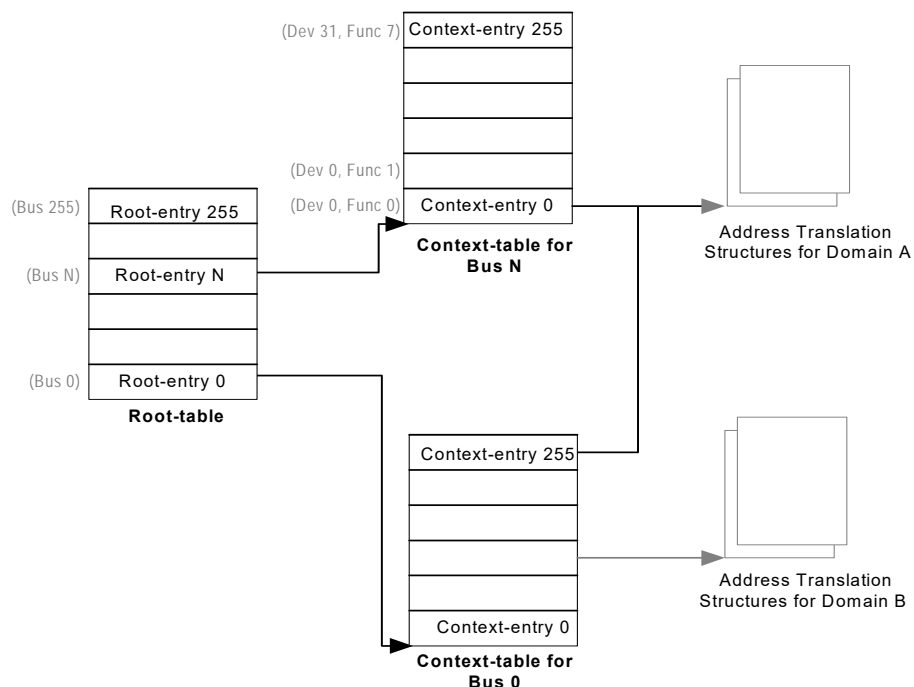 (Dev 31, Func 7)
Context-entry 255
(Dev 0, Func 1)
(Dev 0, Func 0)
Context-entry 0
Context-table for
Bus N
Address Translation
Structures for Domain A
(Bus 255)
Root-entry 255
(Bus N)
Root-entry N
(Bus 0)
Root-entry 0
Root-table
Context-entry 255
Context-entry 0
Context-table for
Bus 0
Address Translation
Structures for Domain B